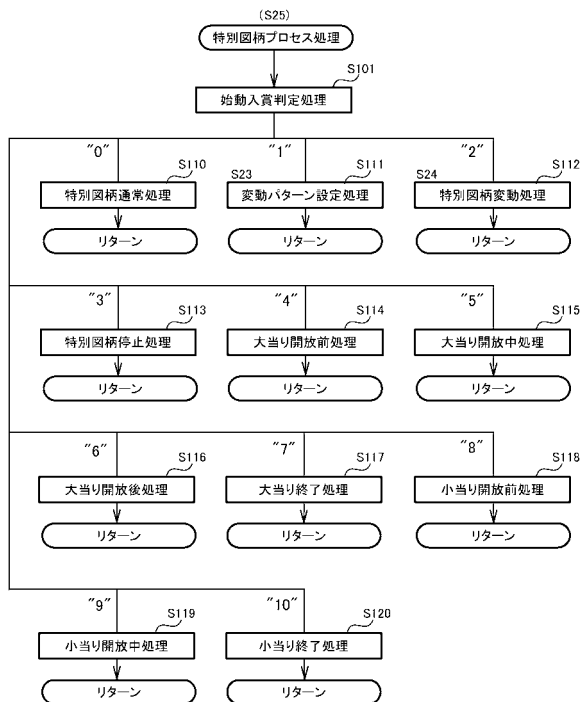 (S25)
特別図柄プロセス処理
S101
始動入賞判定処理
"0"
"1"
"2"
S110
S23
S111
S24
S112
特別図柄通常処理
変動パターン設定処理
特別図柄変動処理
リターン
リターン
リターン
"3"
"4"
"5"
S113
S114
S115
特別図柄停止処理
大当り開放前処理
大当り開放中処理
リターン
リターン
リターン
"6"
"7"
"8"
S116
S117
S118
大当り開放後処理
大当り終了処理
小当り開放前処理
リターン
リターン
リターン
"9"
"10"
S119
S120
小当り開放中処理
小当り終了処理
リターン
リターン